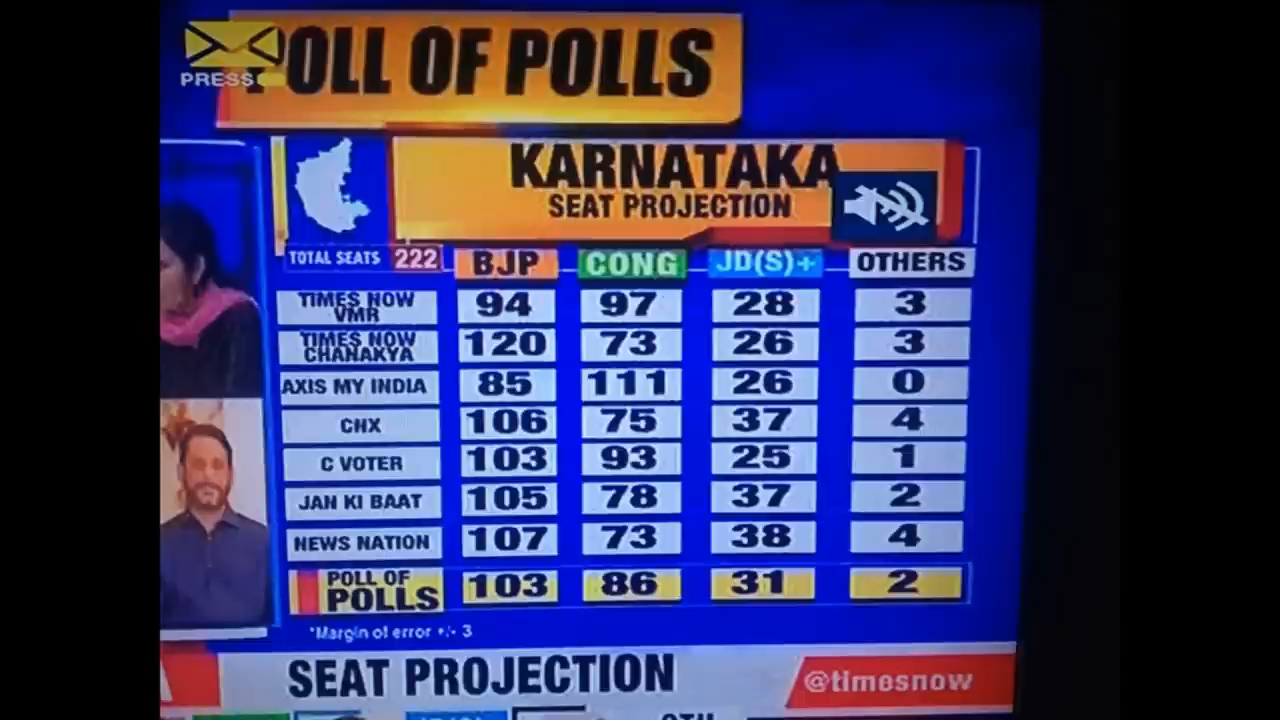 POLL OF POLLS
PRESS
KARNATAKA
SEAT PROJECTION
TOTAL SEATS 222 BJP CONG JD(S)+ OTHERS
TIMES NOW VMR 94 97 28 3
TIMES NOW CHANAKYA 120 73 26 3
AXIS MY INDIA 85 111 26 0
CNX 106 75 37 4
C VOTER 103 93 25 1
JAN KI BAAT 105 78 37 2
NEWS NATION 107 73 38 4
POLL OF POLLS 103 86 31 2
*Margin of error +/- 3
SEAT PROJECTION @timesnow